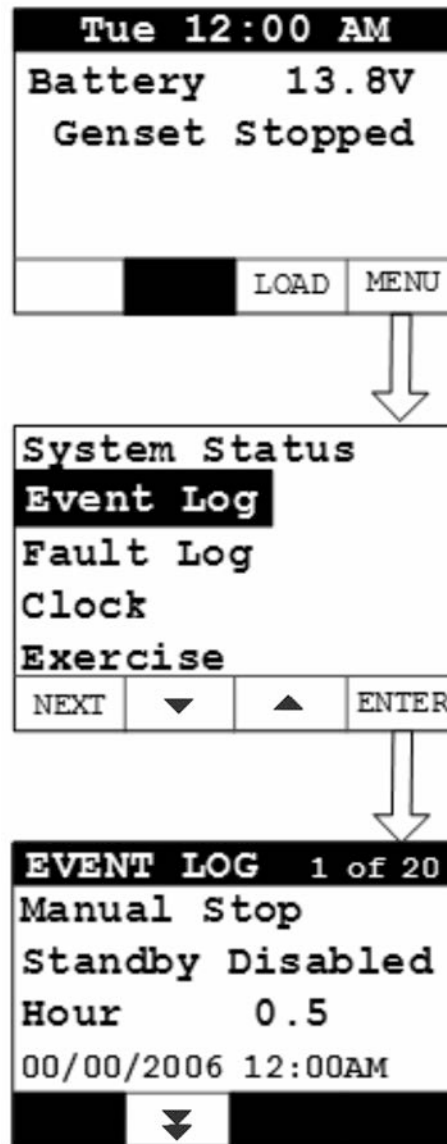 Tue 12:00 AM
Battery 13.8V
Genset Stopped
LOAD MENU
System Status
Event Log
Fault Log
Clock
Exercise
NEXT ▼ ▲ ENTER
EVENT LOG 1 of 20
Manual Stop
Standby Disabled
Hour 0.5
00/00/2006 12:00AM